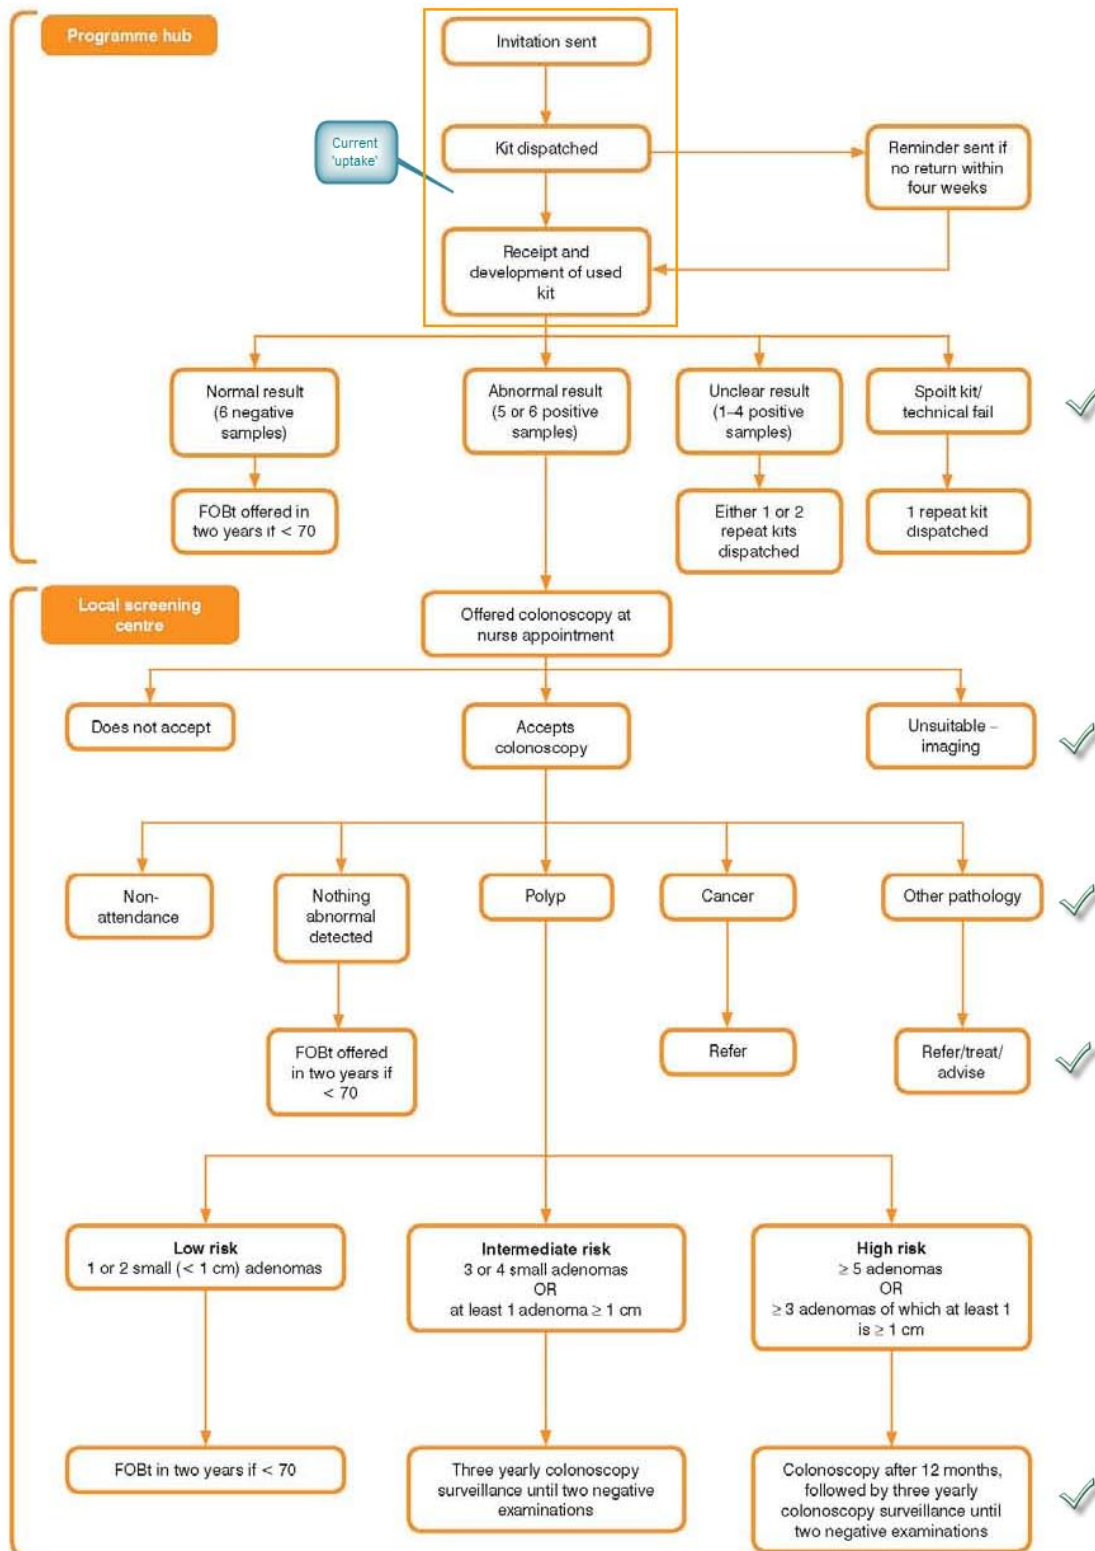 Programme hub
Invitation sent
Current
'uptake'
Kit dispatched
Reminder sent if
no return within
four weeks
Receipt and
development of used
kit
Normal result
(6 negative
samples)
Abnormal result
(5 or 6 positive
samples)
Unclear result
(1–4 positive
samples)
Spoilt kit/
technical fail
FOBt offered in
two years if < 70
Either 1 or 2
repeat kits
dispatched
1 repeat kit
dispatched
Local screening
centre
Offered colonoscopy at
nurse appointment
Does not accept
Accepts
colonoscopy
Unsuitable –
imaging
Non-
attendance
Nothing
abnormal
detected
Polyp
Cancer
Other pathology
FOBt offered
in two years if
< 70
Refer
Refer/treat/
advise
Low risk
1 or 2 small (< 1 cm) adenomas
Intermediate risk
3 or 4 small adenomas
OR
at least 1 adenoma ≥ 1 cm
High risk
≥ 5 adenomas
OR
≥ 3 adenomas of which at least 1
is ≥ 1 cm
FOBt in two years if < 70
Three yearly colonoscopy
surveillance until two negative
examinations
Colonoscopy after 12 months,
followed by three yearly
colonoscopy surveillance until
two negative examinations